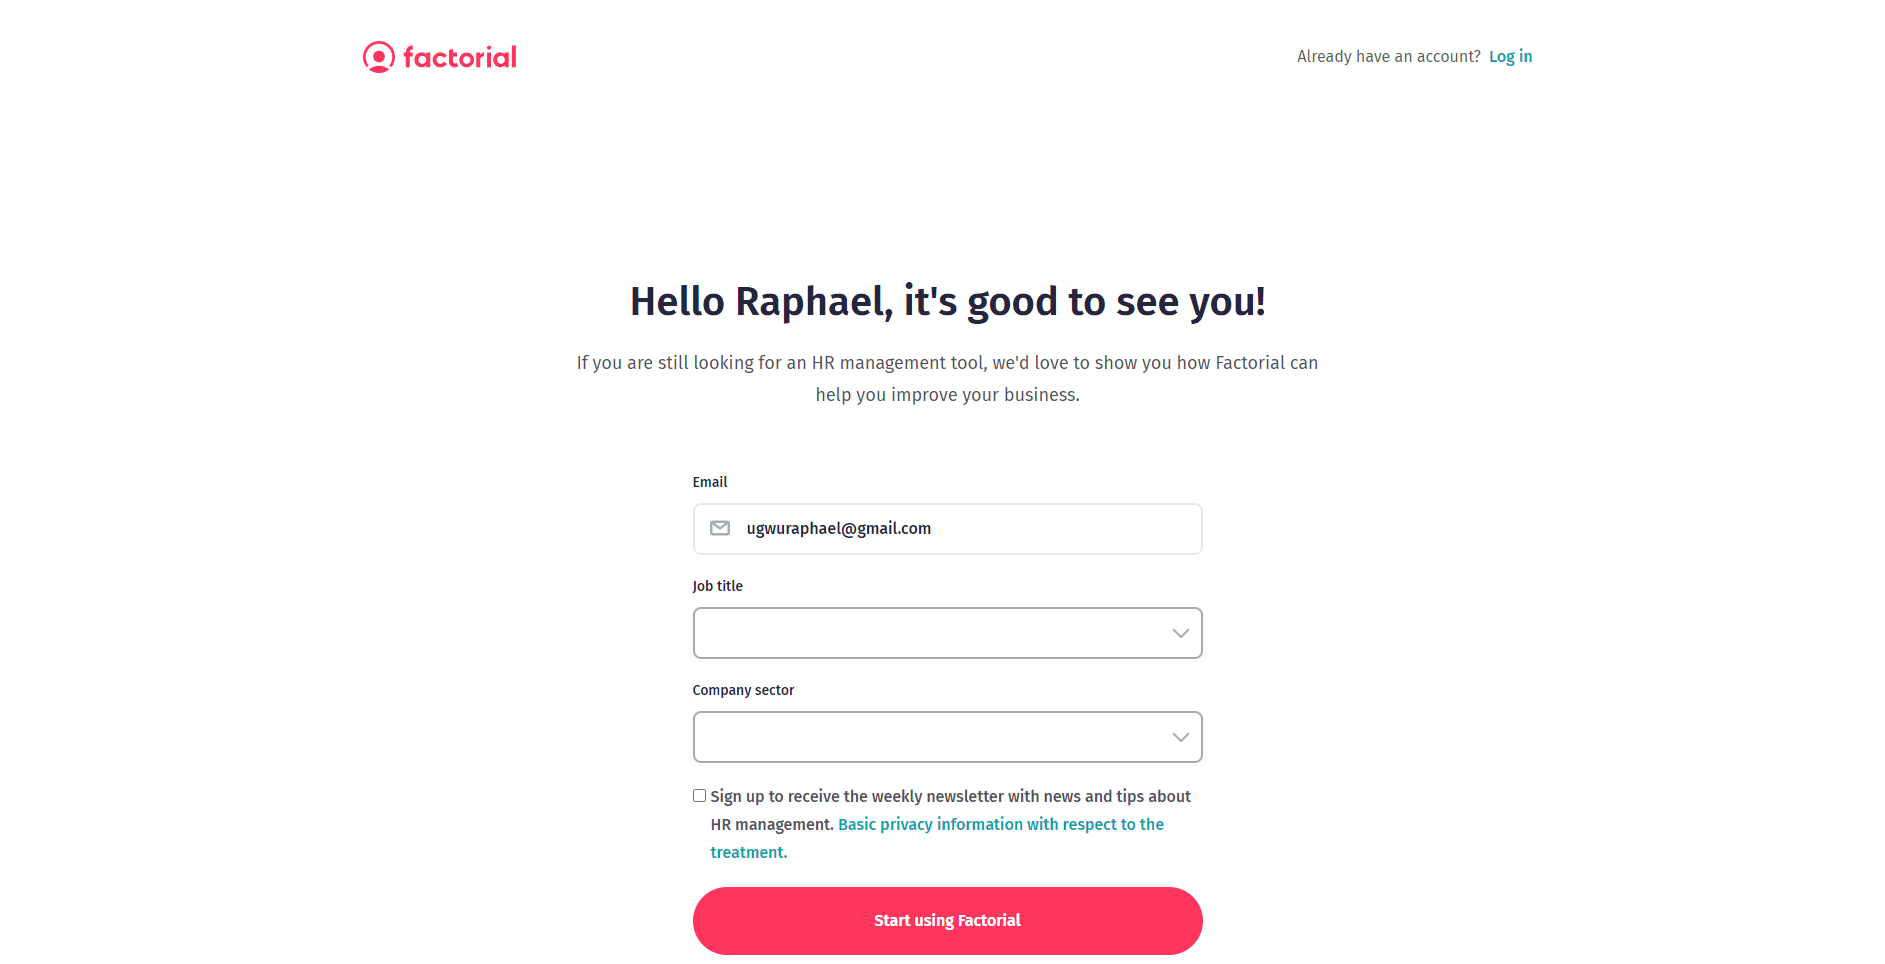 factorial
Already have an account? Log in
Hello Raphael, it's good to see you!
If you are still looking for an HR management tool, we'd love to show you how Factorial can
help you improve your business.
Email
ugwuraphael@gmail.com
Job title
Company sector
Sign up to receive the weekly newsletter with news and tips about
HR management. Basic privacy information with respect to the
treatment.
Start using Factorial